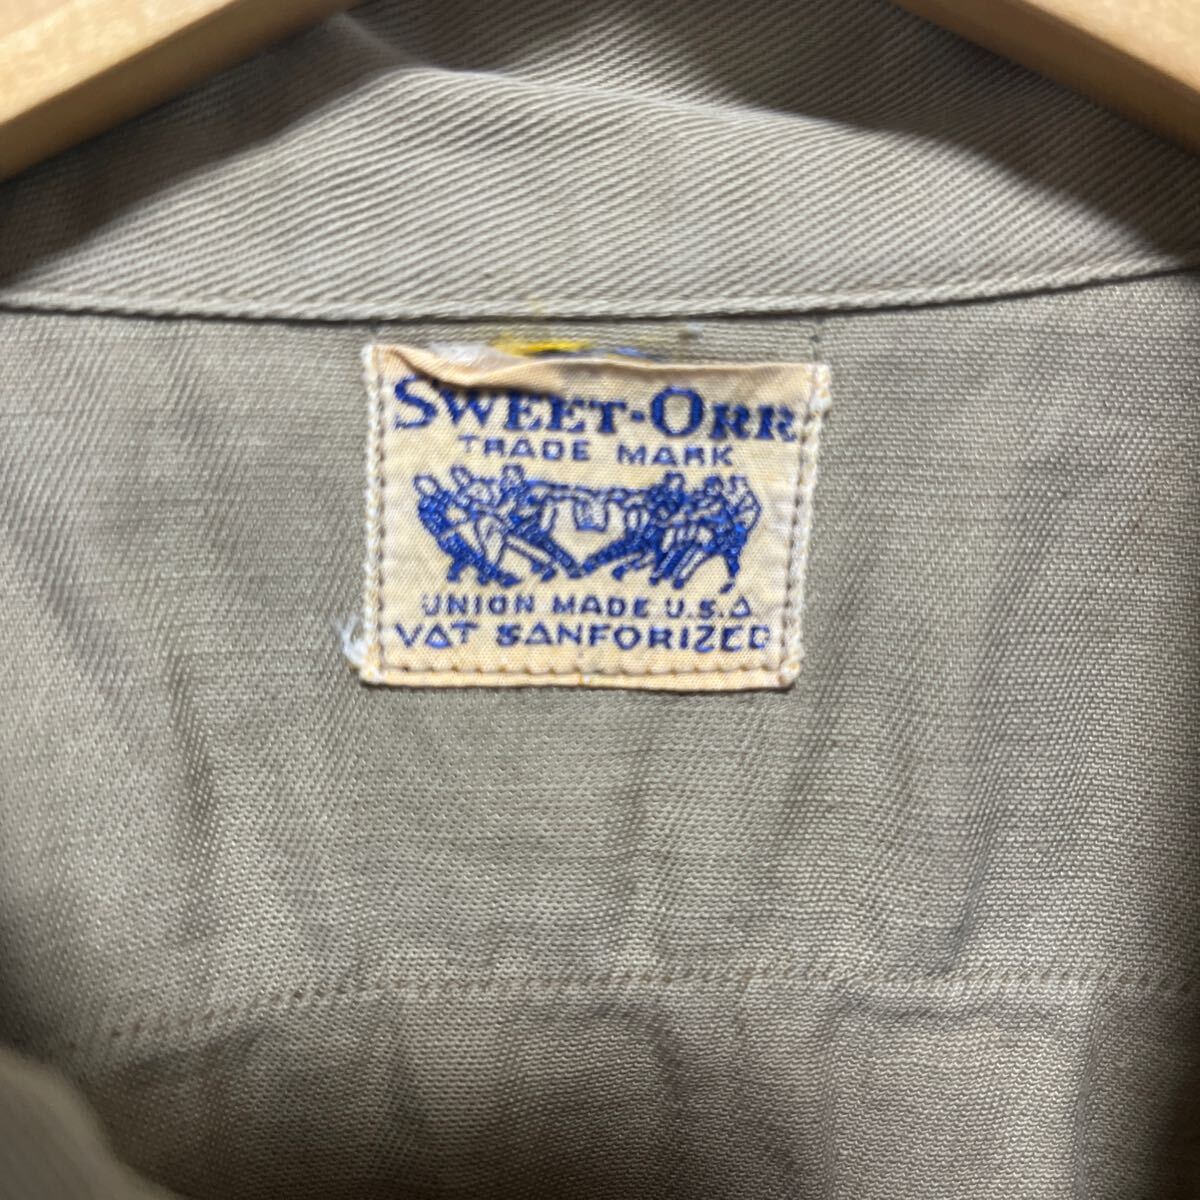 SWEET-ORR
TRADE MARK
UNION MADE U.S.A
VAT SANFORIZED